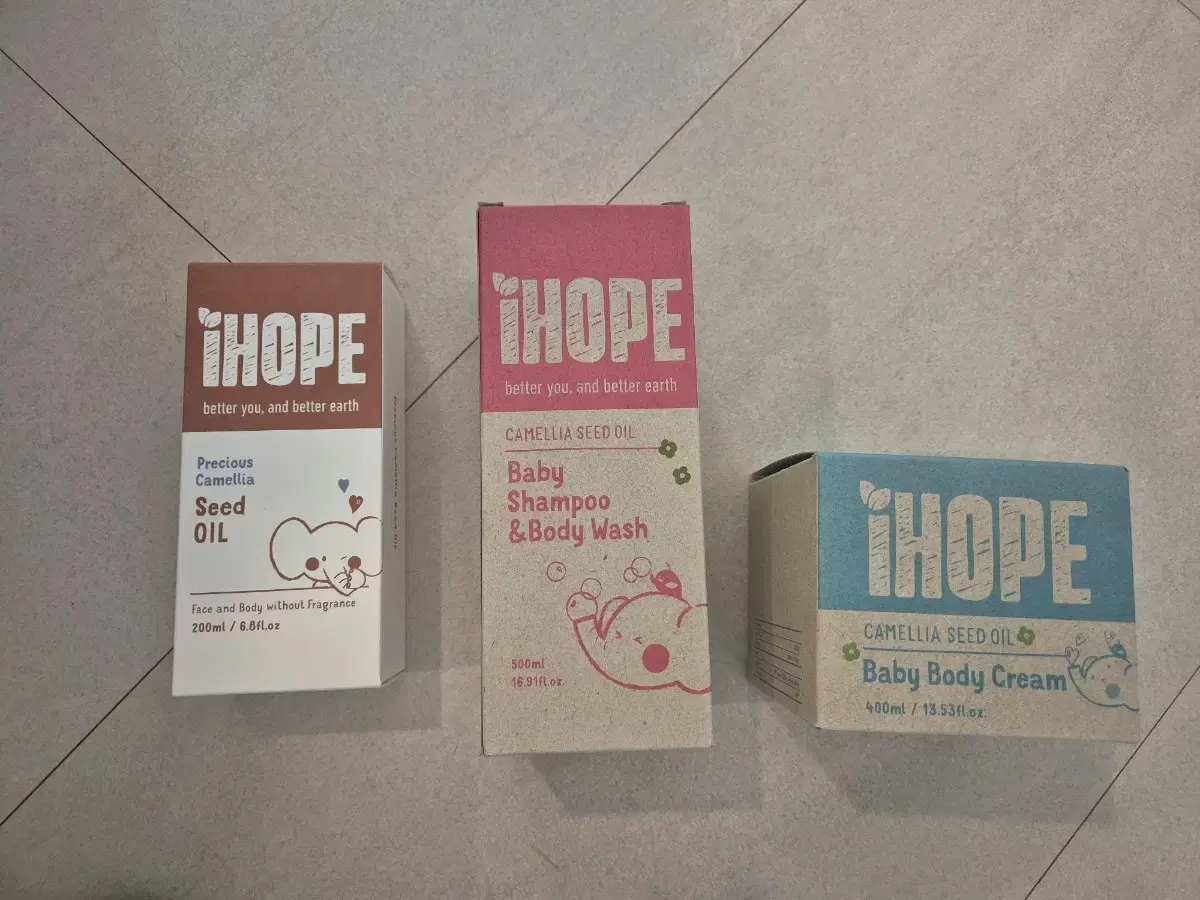 iHOPE
better you, and better earth
Precious
Camellia
Seed
OIL
Face and Body without Fragrance
200ml / 6.8fl.oz
iHOPE
better you, and better earth
CAMELLIA SEED OIL
Baby
Shampoo
&Body Wash
500ml
16.91fl.oz
iHOPE
CAMELLIA SEED OIL
Baby Body Cream
400ml / 13.53fl.oz.